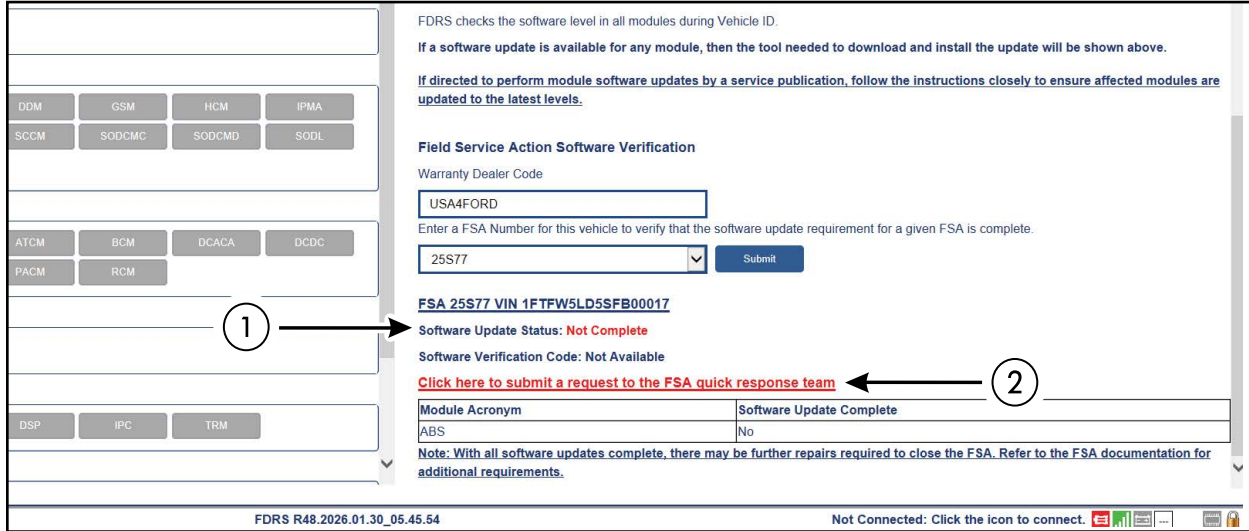 FDRS checks the software level in all modules during Vehicle ID.
If a software update is available for any module, then the tool needed to download and install the update will be shown above.
If directed to perform module software updates by a service publication, follow the instructions closely to ensure affected modules are
updated to the latest levels.
DDM GSM HCM IPMA
SCCM SODCMC SODCMD SODL
Field Service Action Software Verification
Warranty Dealer Code
USA4FORD
Enter a FSA Number for this vehicle to verify that the software update requirement for a given FSA is complete.
ATCM BCM DCACA DCDC
25S77 Submit
PACM RCM
FSA 25S77 VIN 1FTFW5LD5SFB00017
1 Software Update Status: Not Complete
Software Verification Code: Not Available
Click here to submit a request to the FSA quick response team 2
Module Acronym Software Update Complete
ABS No
DSP IPC TRM
Note: With all software updates complete, there may be further repairs required to close the FSA. Refer to the FSA documentation for
additional requirements.
FDRS R48.2026.01.30_05.45.54 Not Connected: Click the icon to connect. ...